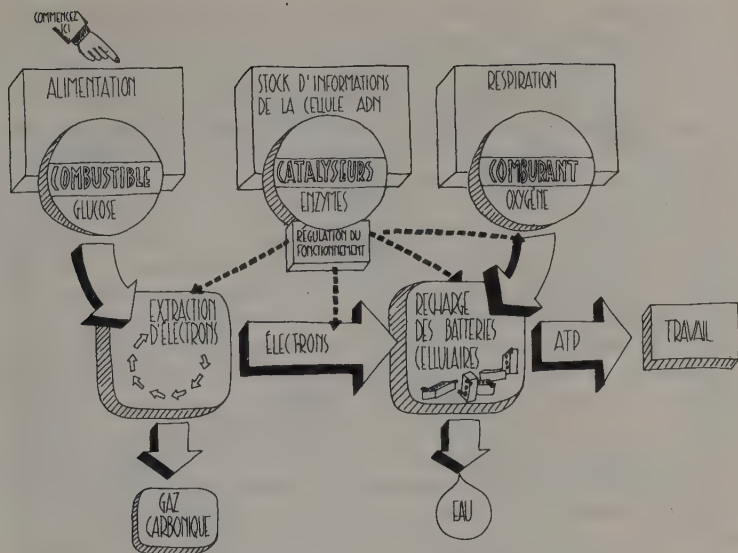 COMMENCEZ
ICI
ALIMENTATION
COMBUSTIBLE
GLUCOSE
STOCK D'INFORMATIONS
DE LA CELLULE ADN
CATALYSEURS
ENZYMES
RÉGULATION DU
FONCTIONNEMENT
RESPIRATION
COMBURANT
OXYGÈNE
EXTRACTION
D'ÉLECTRONS
ÉLECTRONS
RECHARGE
DES BATTERIES
CELLULAIRES
ATP
TRAVAIL
GAZ
CARBONIQUE
EAU